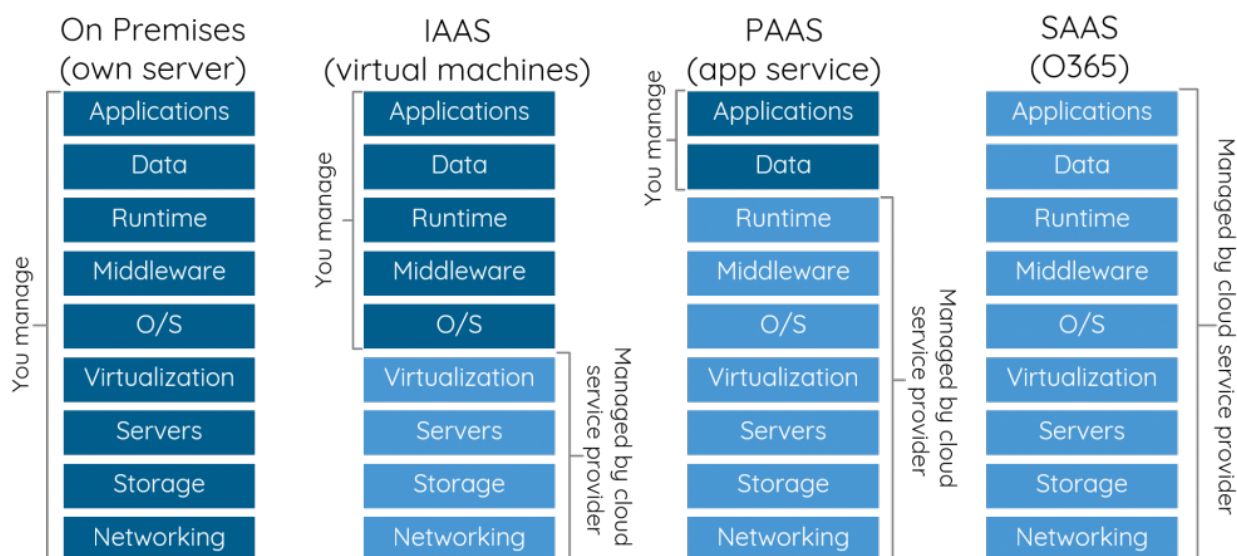 On Premises
(own server)
You manage
Applications
Data
Runtime
Middleware
O/S
Virtualization
Servers
Storage
Networking
IAAS
(virtual machines)
You manage
Applications
Data
Runtime
Middleware
O/S
Virtualization
Servers
Storage
Networking
Managed by cloud
service provider
PAAS
(app service)
You manage
Applications
Data
Runtime
Middleware
O/S
Virtualization
Servers
Storage
Networking
Managed by cloud
service provider
SAAS
(O365)
Applications
Data
Runtime
Middleware
O/S
Virtualization
Servers
Storage
Networking
Managed by cloud service provider